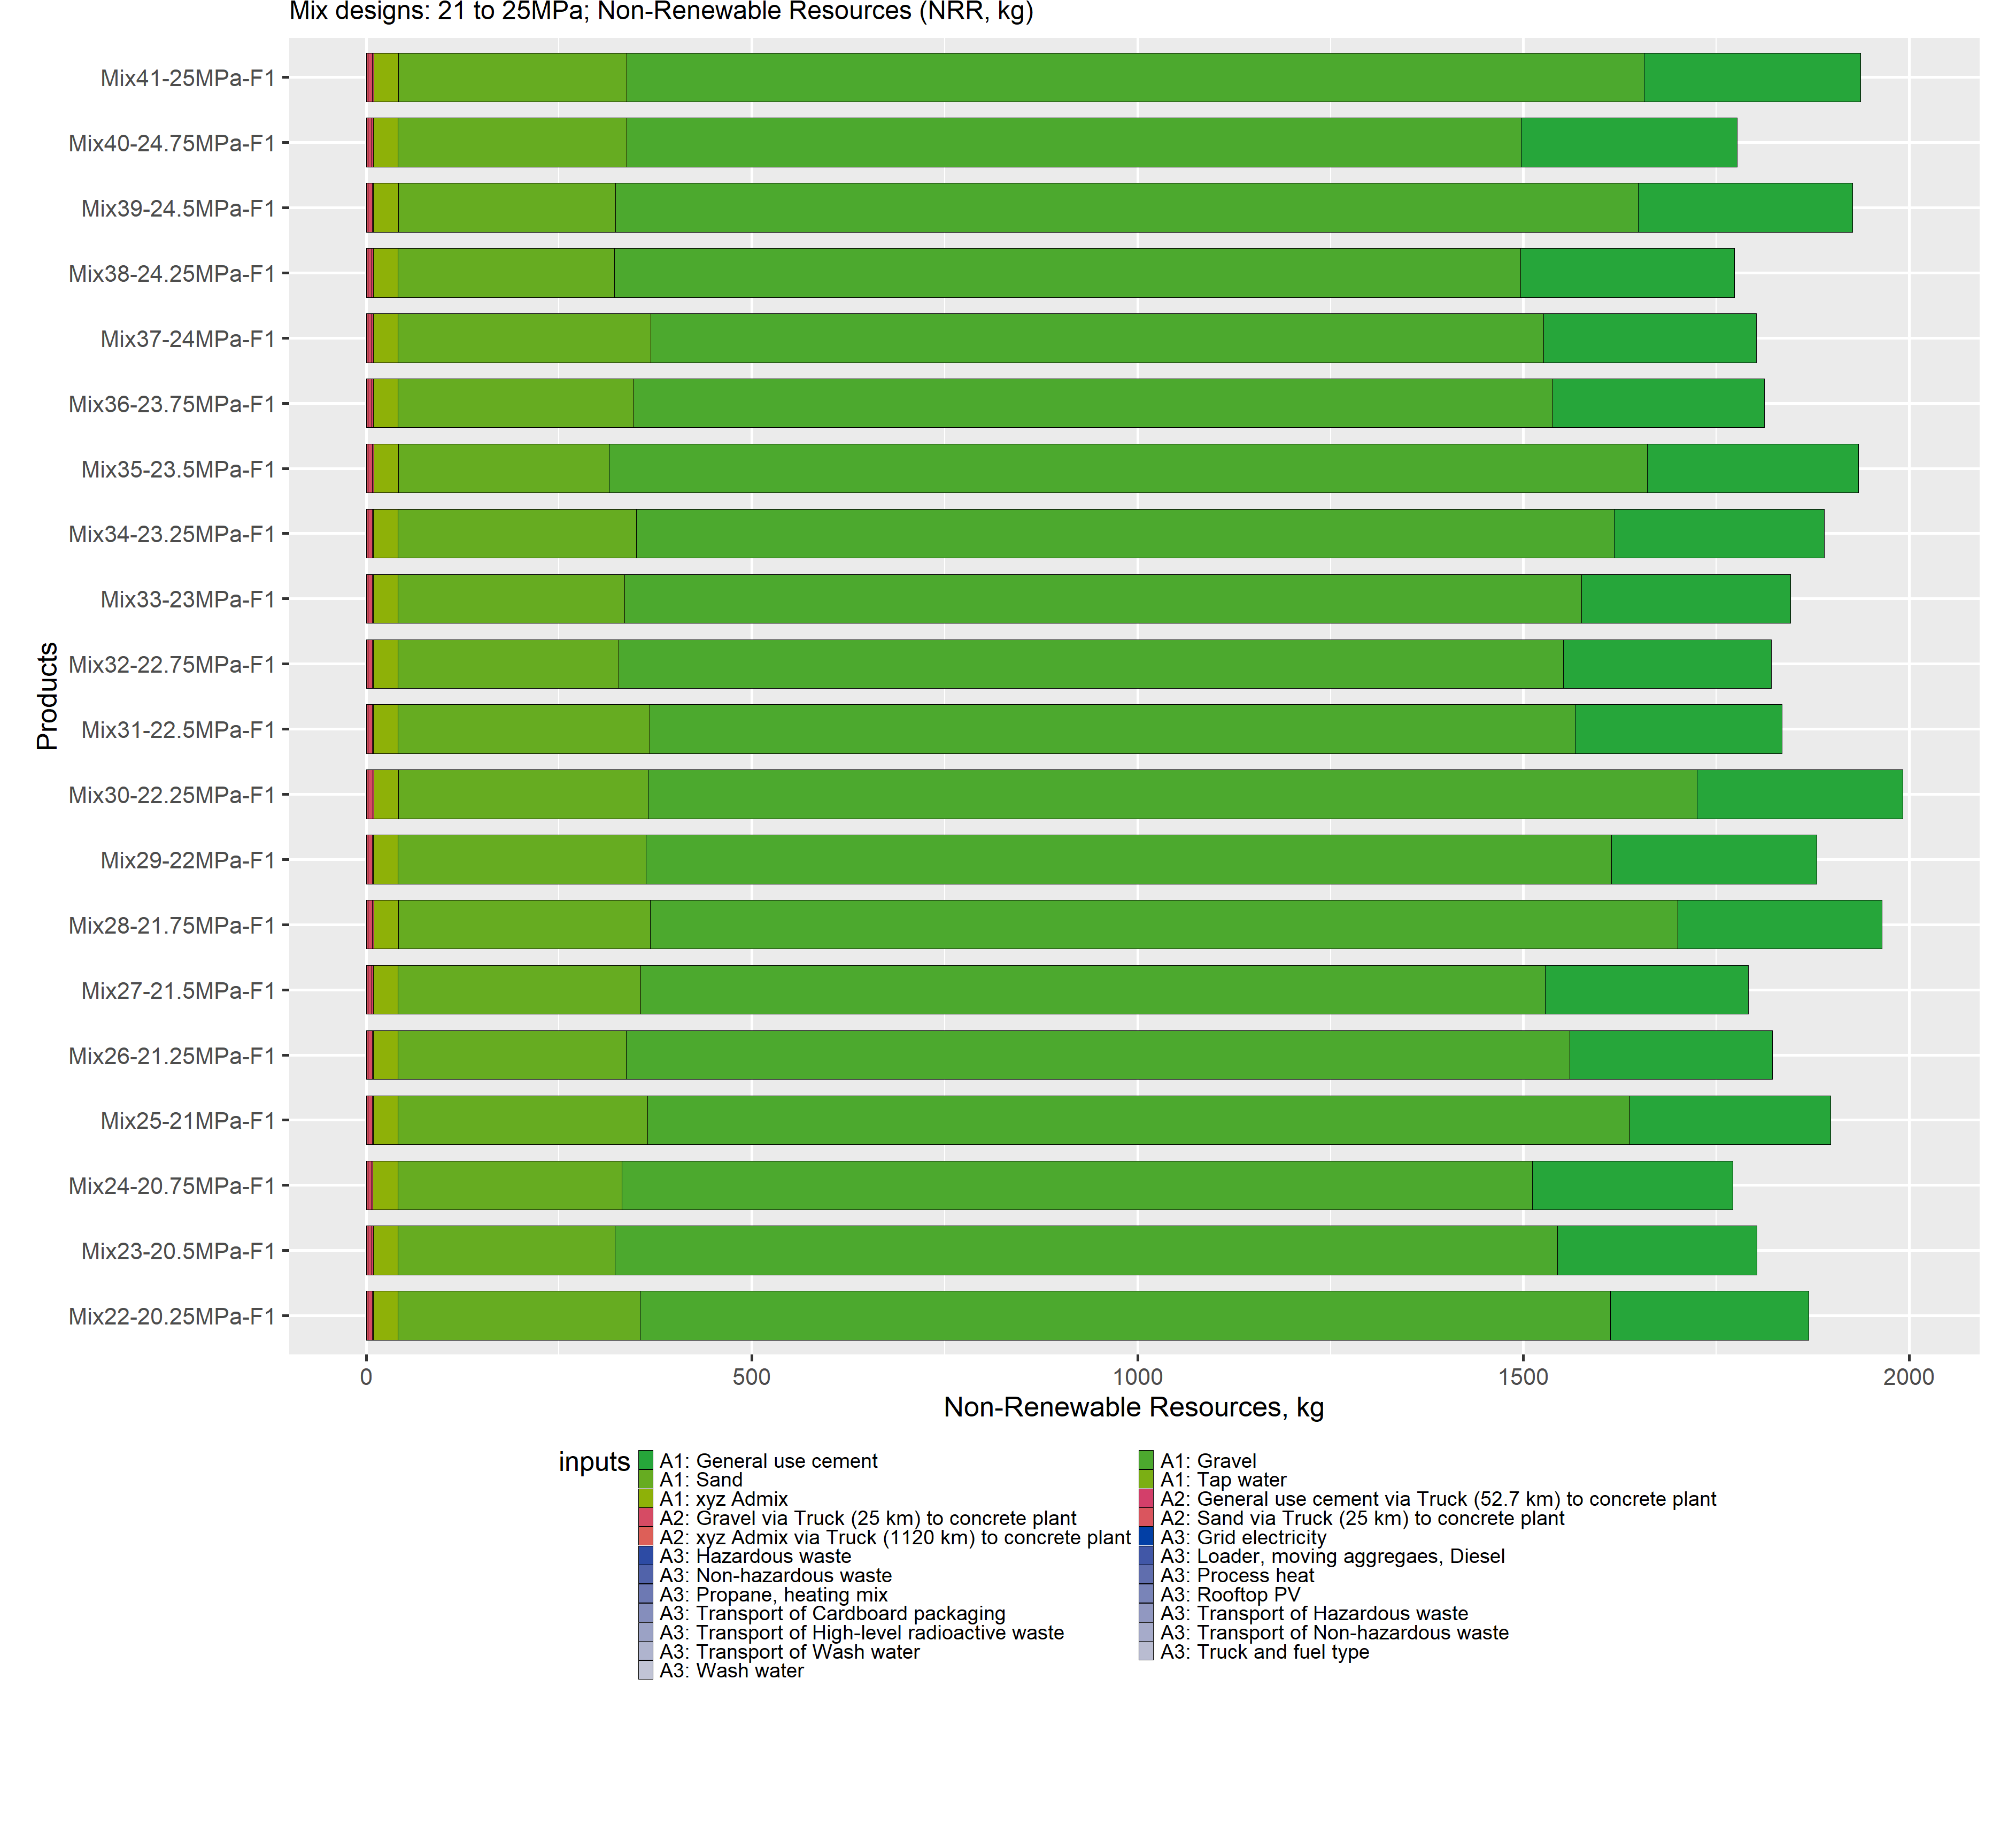 Mix designs: 21 to 25MPa; Non-Renewable Resources (NRR, kg)
Mix41-25MPa-F1
Mix40-24.75MPa-F1
Mix39-24.5MPa-F1
Mix38-24.25MPa-F1
Mix37-24MPa-F1
Mix36-23.75MPa-F1
Mix35-23.5MPa-F1
Mix34-23.25MPa-F1
Mix33-23MPa-F1
Mix32-22.75MPa-F1
Mix31-22.5MPa-F1
Mix30-22.25MPa-F1
Mix29-22MPa-F1
Mix28-21.75MPa-F1
Mix27-21.5MPa-F1
Mix26-21.25MPa-F1
Mix25-21MPa-F1
Mix24-20.75MPa-F1
Mix23-20.5MPa-F1
Mix22-20.25MPa-F1
Products
0 500 1000 1500 2000
Non-Renewable Resources, kg
inputs
A1: General use cement A1: Gravel
A1: Sand A1: Tap water
A1: xyz Admix A2: General use cement via Truck (52.7 km) to concrete plant
A2: Gravel via Truck (25 km) to concrete plant A2: Sand via Truck (25 km) to concrete plant
A2: xyz Admix via Truck (1120 km) to concrete plant A3: Grid electricity
A3: Hazardous waste A3: Loader, moving aggregaes, Diesel
A3: Non-hazardous waste A3: Process heat
A3: Propane, heating mix A3: Rooftop PV
A3: Transport of Cardboard packaging A3: Transport of Hazardous waste
A3: Transport of High-level radioactive waste A3: Transport of Non-hazardous waste
A3: Transport of Wash water A3: Truck and fuel type
A3: Wash water